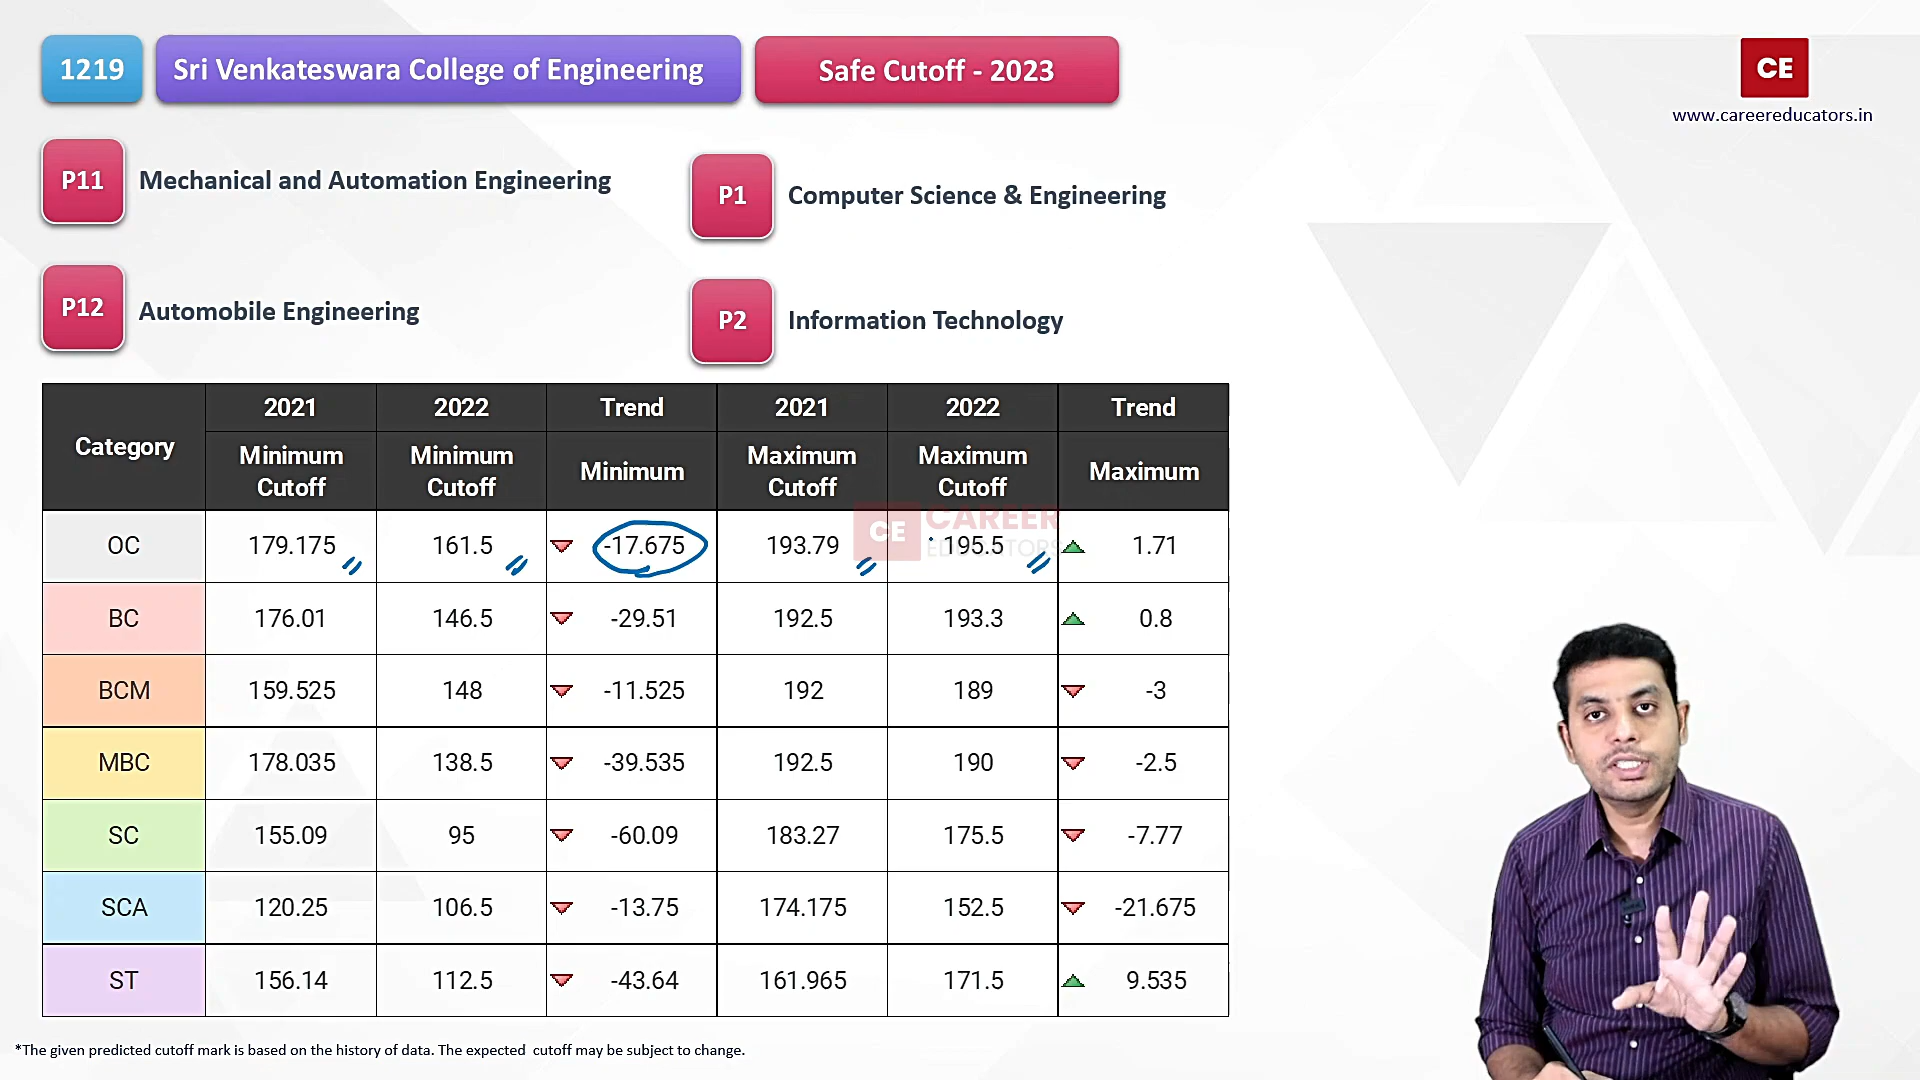 1219
Sri Venkateswara College of Engineering
Safe Cutoff - 2023
CE
www.careereducators.in
P11
Mechanical and Automation Engineering
P1
Computer Science & Engineering
P12
Automobile Engineering
P2
Information Technology
Category 2021 2022 Trend 2021 2022 Trend
Minimum Cutoff Minimum Cutoff Minimum Maximum Cutoff Maximum Cutoff Maximum
CE CAREER EDUCATORS
OC 179.175 161.5 -17.675 193.79 195.5 1.71
BC 176.01 146.5 -29.51 192.5 193.3 0.8
BCM 159.525 148 -11.525 192 189 -3
MBC 178.035 138.5 -39.535 192.5 190 -2.5
SC 155.09 95 -60.09 183.27 175.5 -7.77
SCA 120.25 106.5 -13.75 174.175 152.5 -21.675
ST 156.14 112.5 -43.64 161.965 171.5 9.535
*The given predicted cutoff mark is based on the history of data. The expected cutoff may be subject to change.